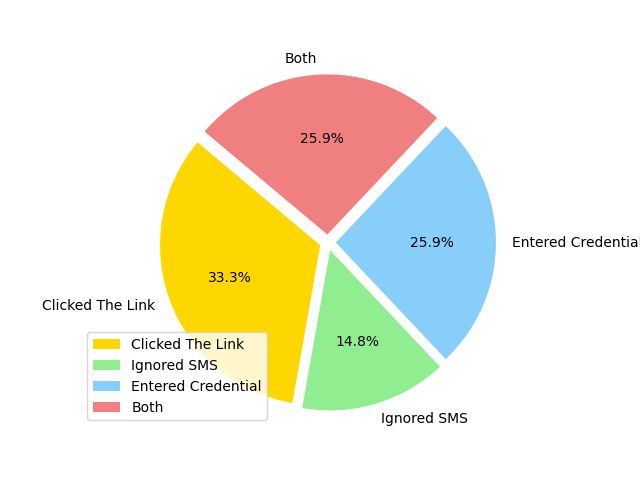 Both
25.9%
25.9%
Entered Credential
33.3%
Clicked The Link
14.8%
Ignored SMS
Clicked The Link
Ignored SMS
Entered Credential
Both